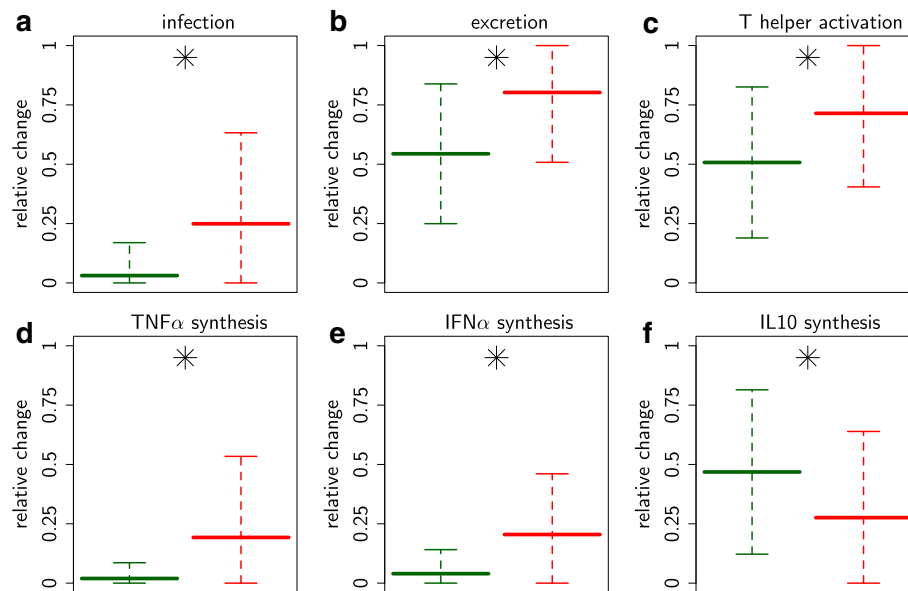 a infection
relative change
1
0.75
0.5
0.25
0
b excretion
relative change
1
0.75
0.5
0.25
0
c T helper activation
relative change
1
0.75
0.5
0.25
0
d TNFα synthesis
relative change
1
0.75
0.5
0.25
0
e IFNα synthesis
relative change
1
0.75
0.5
0.25
0
f IL10 synthesis
relative change
1
0.75
0.5
0.25
0